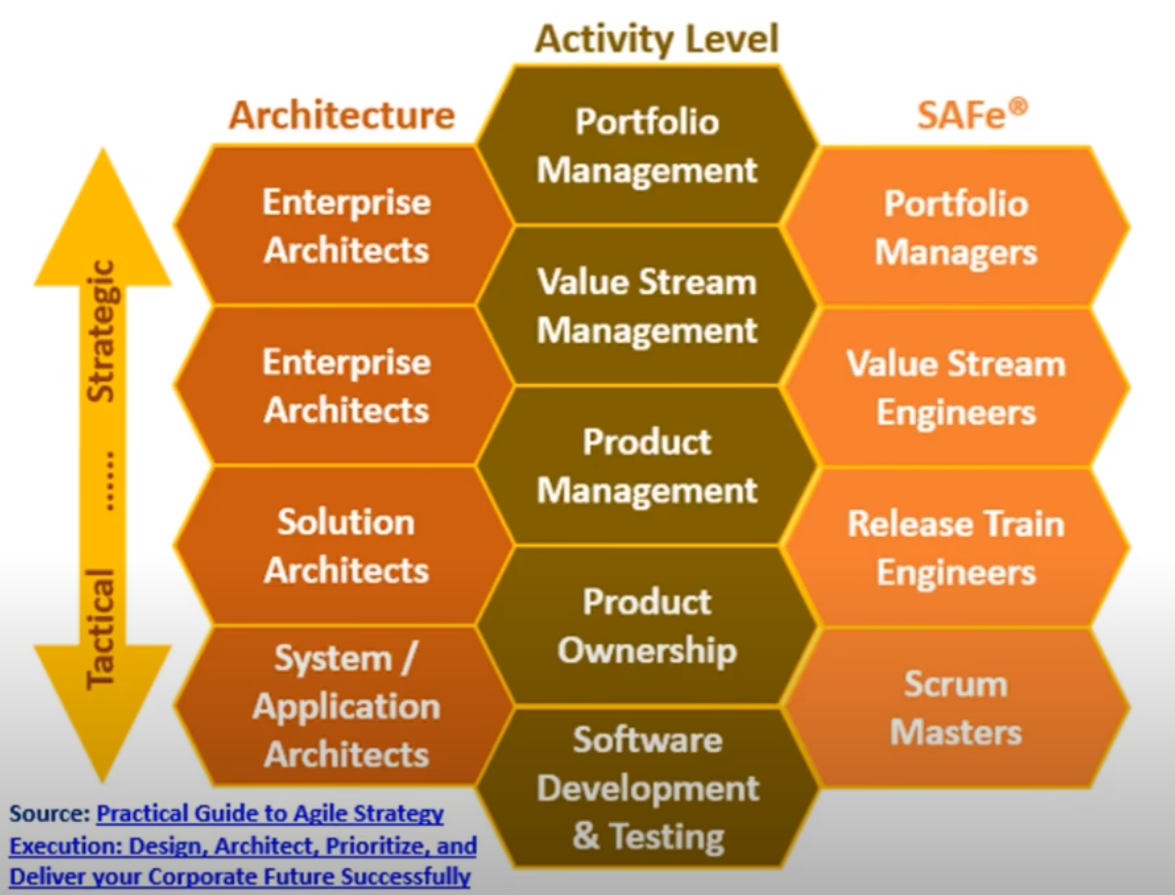 Activity Level
Architecture
SAFe®
Portfolio
Management
Enterprise
Architects
Portfolio
Managers
Value Stream
Management
Enterprise
Architects
Value Stream
Engineers
Product
Management
Solution
Architects
Release Train
Engineers
Product
Ownership
System /
Application
Architects
Scrum
Masters
Software
Development
& Testing
Strategic
......
Tactical
Source: Practical Guide to Agile Strategy
Execution: Design, Architect, Prioritize, and
Deliver your Corporate Future Successfully